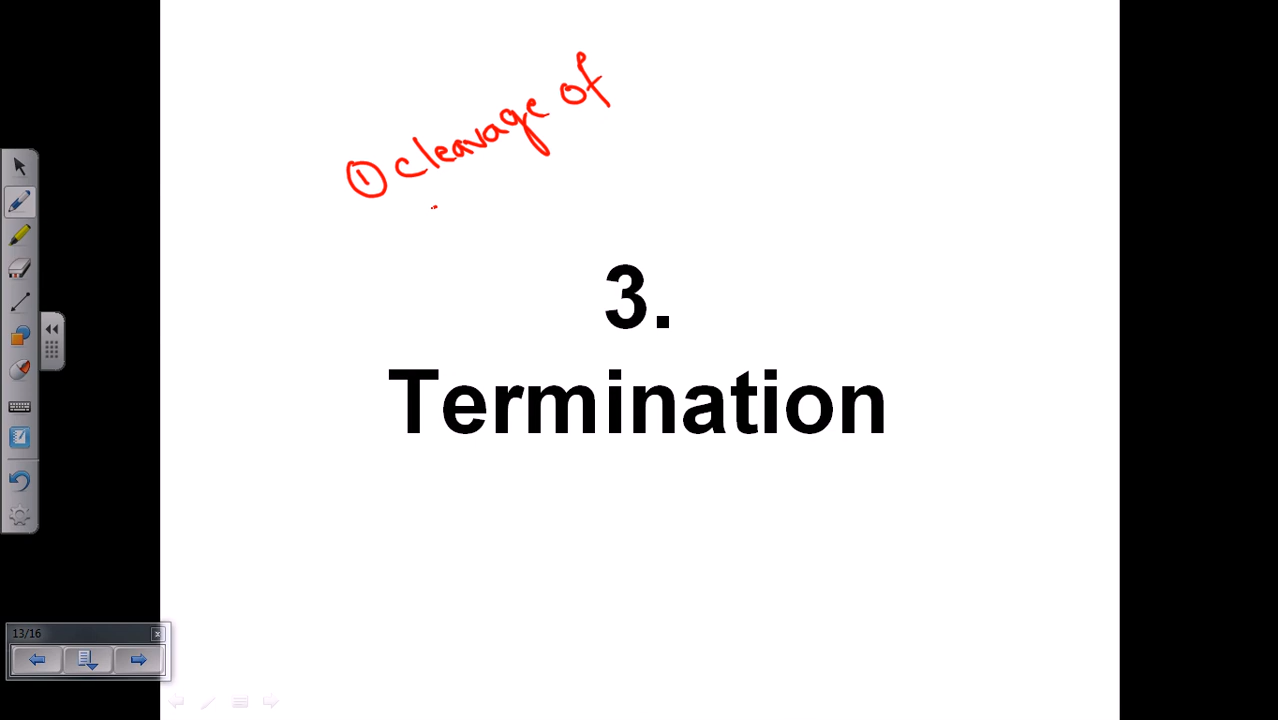 ① cleavage of
3.
Termination
13/16